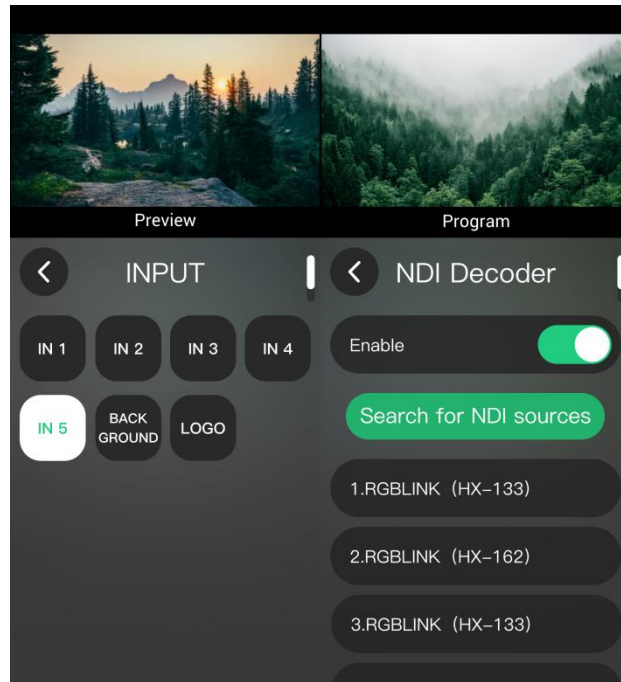 Preview
Program
INPUT
NDI Decoder
IN 1
IN 2
IN 3
IN 4
Enable
IN 5
BACK
GROUND
LOGO
Search for NDI sources
1.RGBLINK（HX–133）
2.RGBLINK（HX–162）
3.RGBLINK（HX–133）